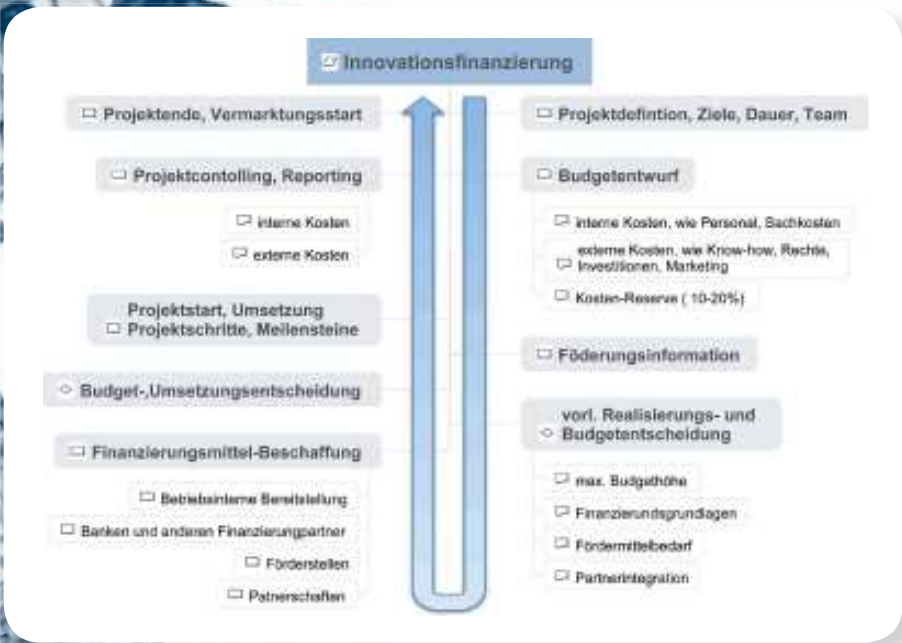 Innovationsfinanzierung
Projektende, Vermarktungsstart
Projektcontolling, Reporting
interne Kosten
externe Kosten
Projektstart, Umsetzung
Projektschritte, Meilensteine
Budget-,Umsetzungsentscheidung
Finanzierungsmittel-Beschaffung
Betriebsinterne Bereitstellung
Banken und anderen Finanzierungpartner
Förderstellen
Patnerschaften
Projektdefintion, Ziele, Dauer, Team
Budgetentwurf
interne Kosten, wie Personal, Sachkosten
externe Kosten, wie Know-how, Rechte,
Investitionen, Marketing
Kosten-Reserve ( 10-20%)
Föderungsinformation
vorl. Realisierungs- und
Budgetentscheidung
max. Budgethöhe
Finanzierundsgrundlagen
Fördermittelbedarf
Partnerintegration